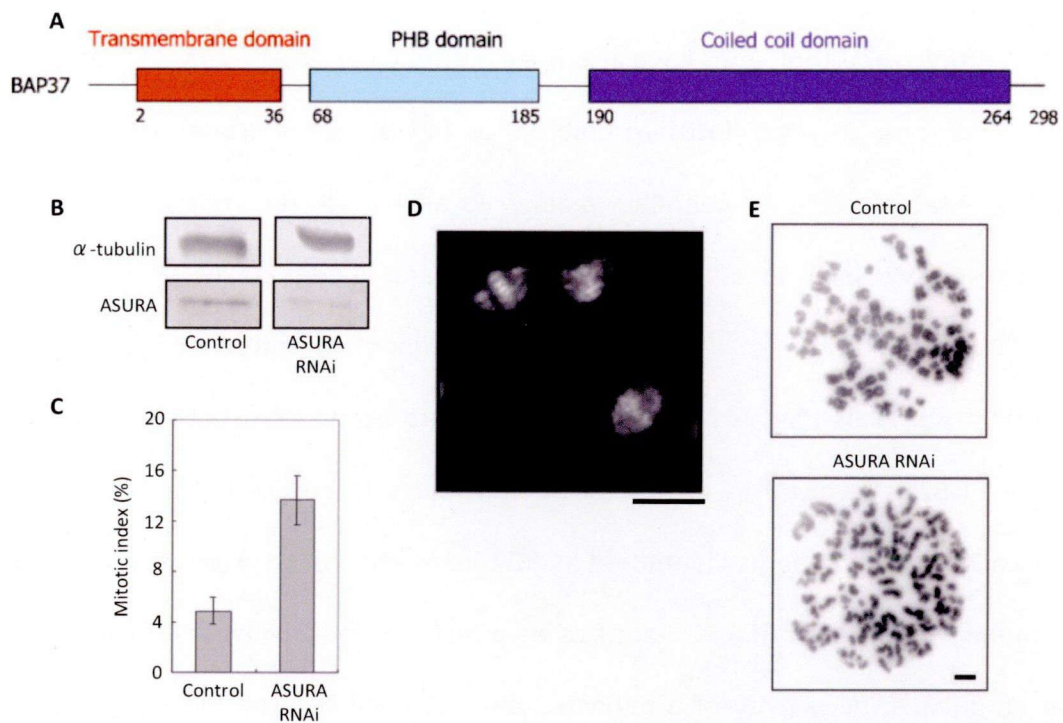 A
Transmembrane domain
PHB domain
Coiled coil domain
BAP37
2
36
68
185
190
264
298
B
α-tubulin
ASURA
Control
ASURA
RNAi
C
Mitotic index (%)
20
16
12
8
4
0
Control
ASURA
RNAi
D
E
Control
ASURA RNAi